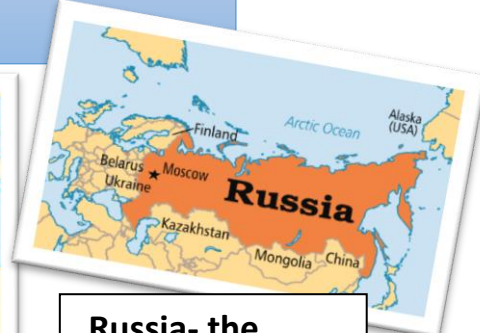 Arctic Ocean
Alaska
(USA)
Finland
Belarus
Moscow
Ukraine
Russia
Kazakhstan
Mongolia
China
Russia- the